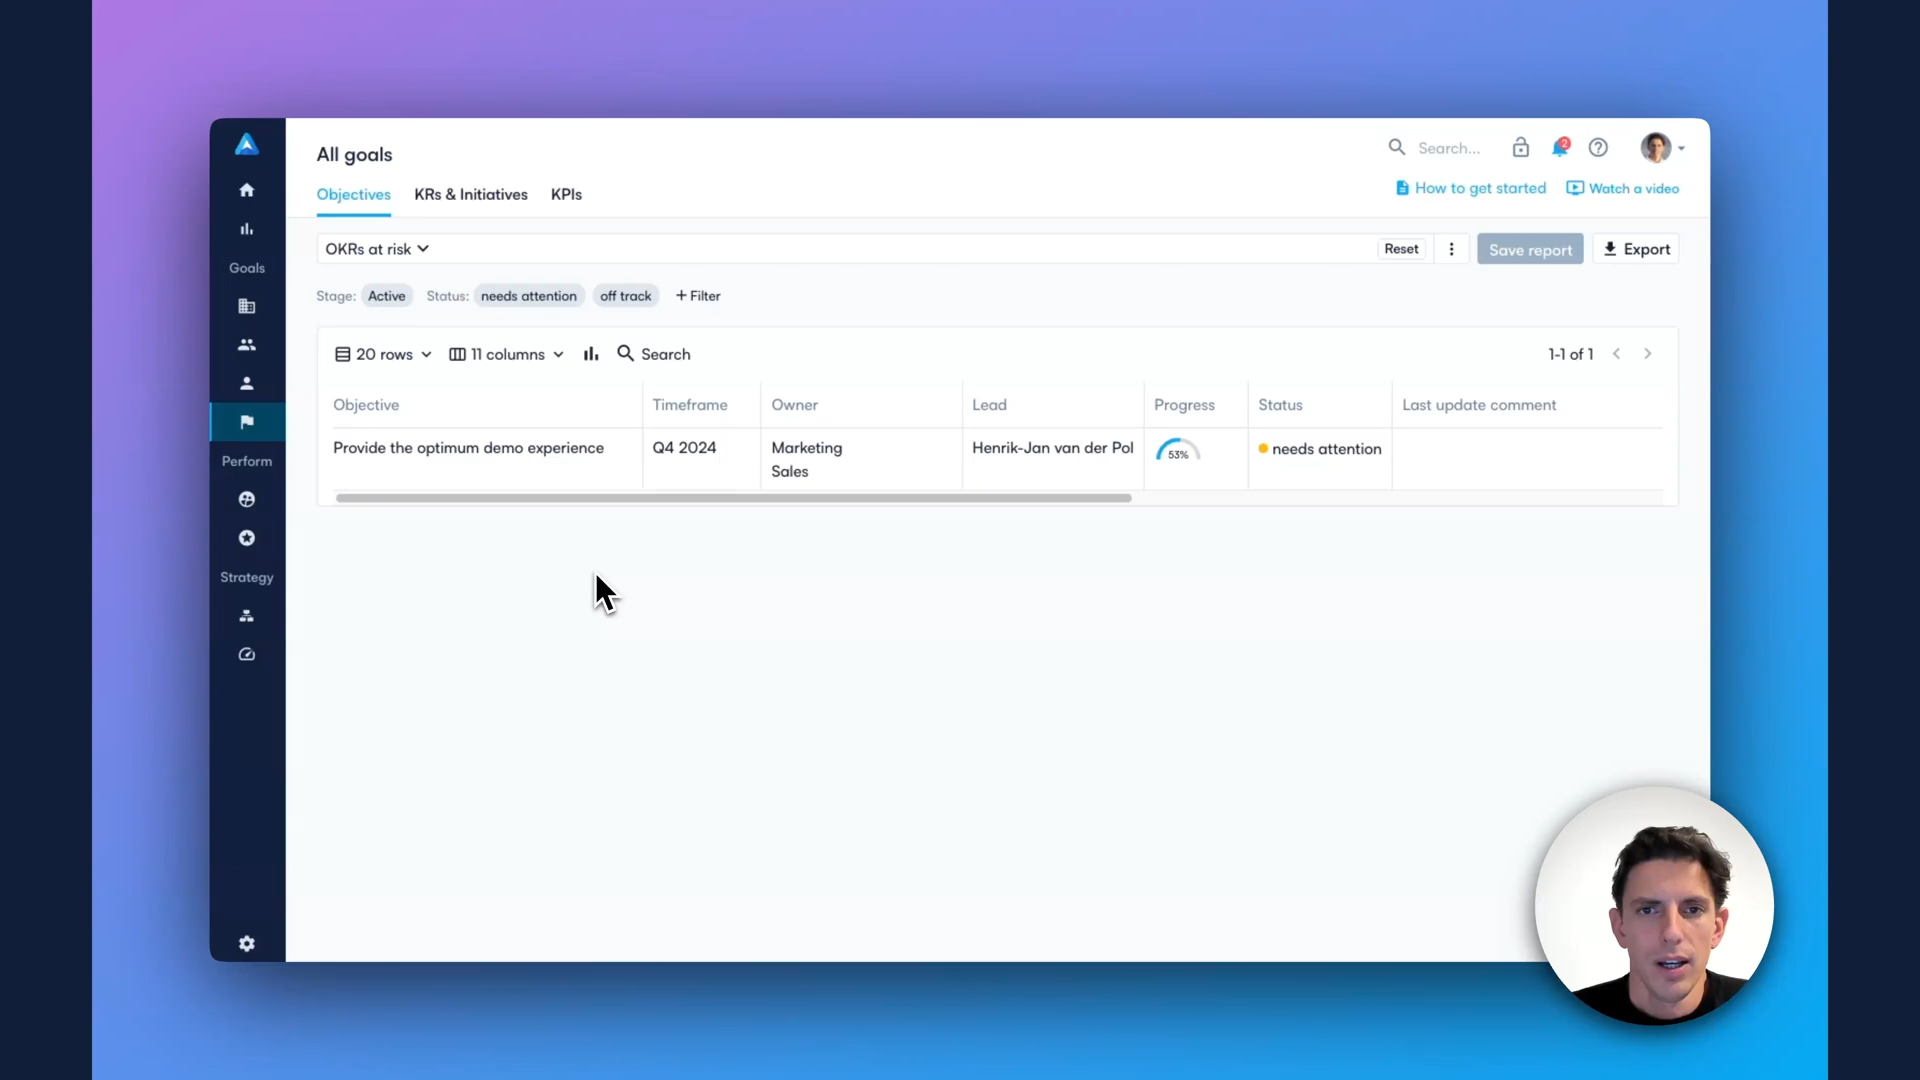 All goals
Search...
2
Objectives KRs & Initiatives KPIs
How to get started Watch a video
OKRs at risk
Reset
Save report
Export
Stage: Active Status: needs attention off track + Filter
20 rows 11 columns Search
1-1 of 1
Objective Timeframe Owner Lead Progress Status Last update comment
Provide the optimum demo experience Q4 2024 Marketing Henrik-Jan van der Pol 53% needs attention
Sales
Goals
Perform
Strategy